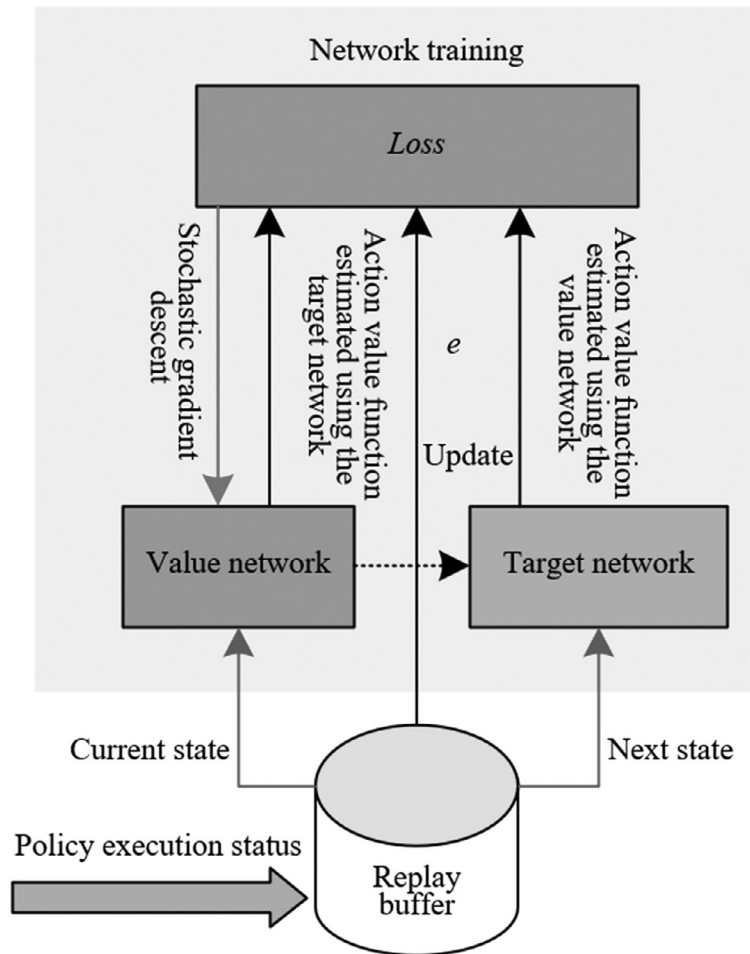 Network training
Loss
Stochastic gradient
descent
Action value function
estimated using the
target network
e
Update
Action value function
estimated using the
value network
Value network
Target network
Current state
Next state
Policy execution status
Replay
buffer